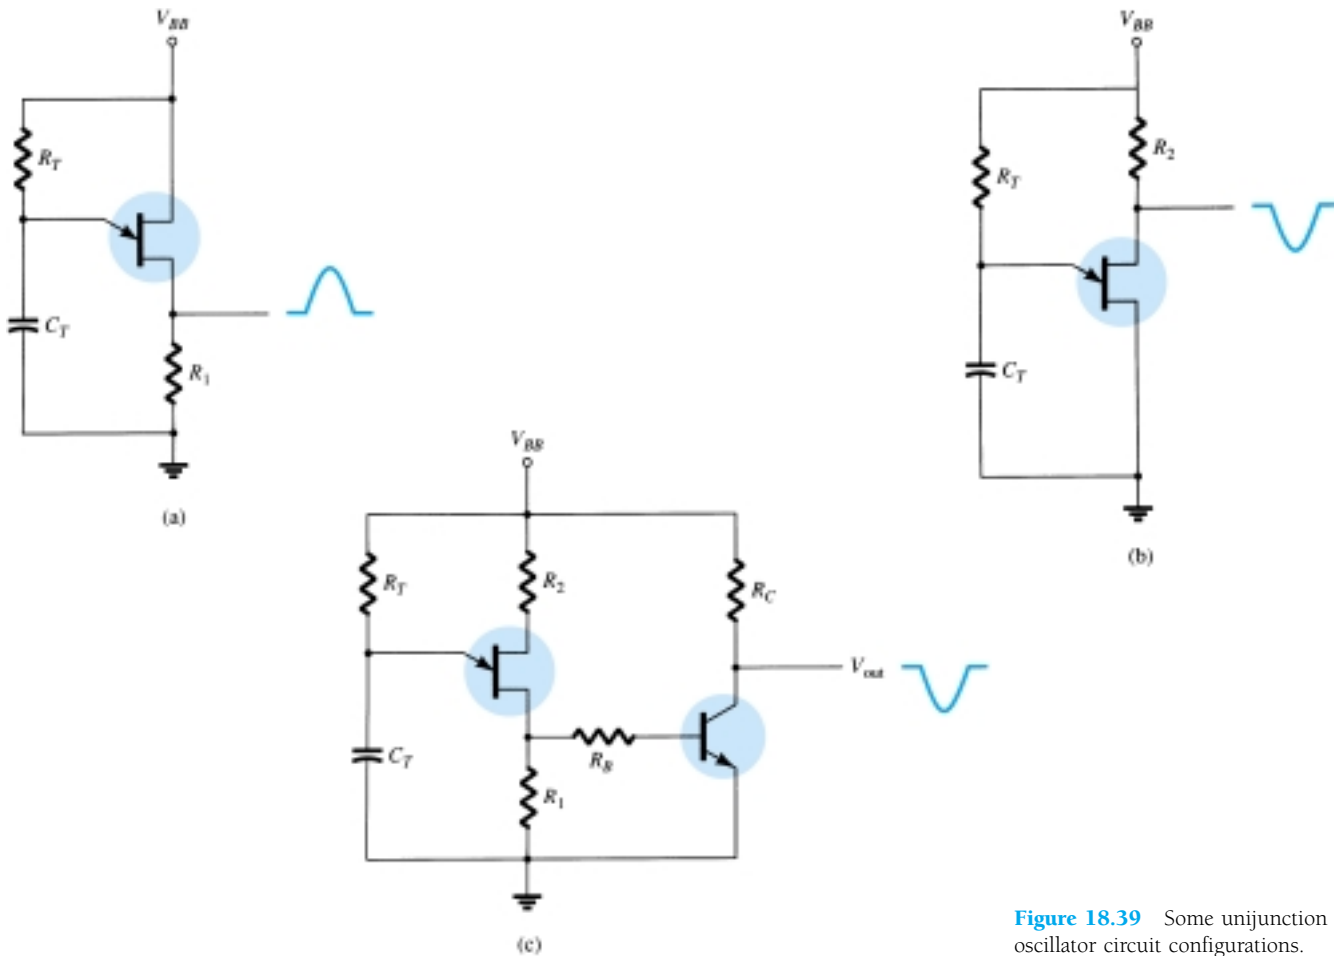 V_BB
R_T
C_T
R_1
(a)
V_BB
R_2
R_T
C_T
(b)
V_BB
R_T
R_2
R_C
V_out
C_T
R_B
R_1
(c)
Figure 18.39 Some unijunction
oscillator circuit configurations.